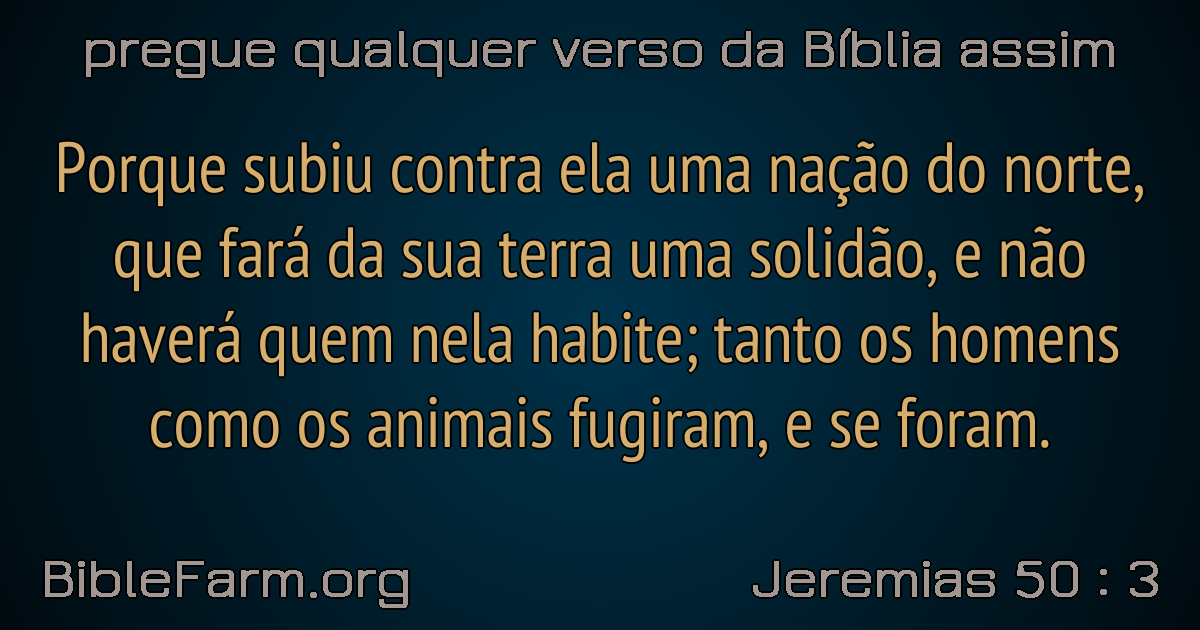 pregue qualquer verso da Bíblia assim
Porque subiu contra ela uma nação do norte,
que fará da sua terra uma solidão, e não
haverá quem nela habite; tanto os homens
como os animais fugiram, e se foram.
BibleFarm.org
Jeremias 50 : 3